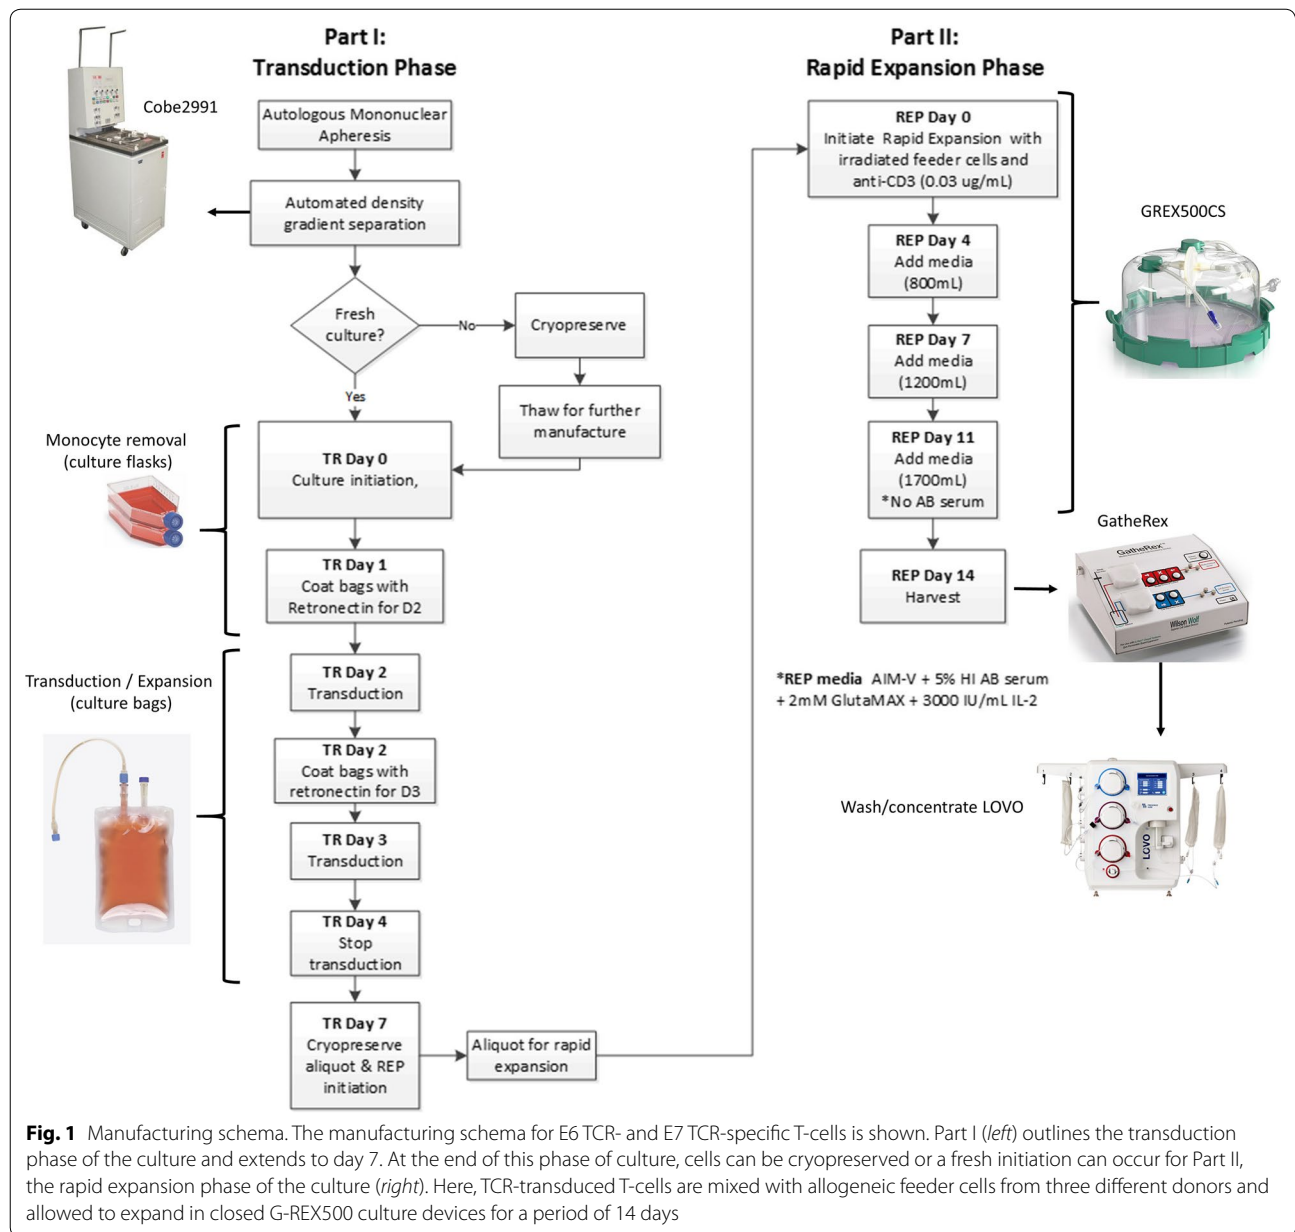 Part I:
Transduction Phase
Cobe2991
Autologous Mononuclear
Apheresis
Automated density
gradient separation
Fresh
culture?
No
Cryopreserve
Yes
Thaw for further
manufacture
Monocyte removal
(culture flasks)
TR Day 0
Culture initiation,
TR Day 1
Coat bags with
Retronectin for D2
Transduction / Expansion
(culture bags)
TR Day 2
Transduction
TR Day 2
Coat bags with
retronectin for D3
TR Day 3
Transduction
TR Day 4
Stop
transduction
TR Day 7
Cryopreserve
aliquot & REP
initiation
Aliquot for rapid
expansion
Part II:
Rapid Expansion Phase
REP Day 0
Initiate Rapid Expansion with
irradiated feeder cells and
anti-CD3 (0.03 ug/mL)
GREX500CS
REP Day 4
Add media
(800mL)
REP Day 7
Add media
(1200mL)
REP Day 11
Add media
(1700mL)
*No AB serum
GatheRex
GatheRex
Wilson Wolf
REP Day 14
Harvest
*REP media AIM-V + 5% HI AB serum
+ 2mM GlutaMAX + 3000 IU/mL IL-2
Wash/concentrate LOVO
LOVO
Fig. 1 Manufacturing schema. The manufacturing schema for E6 TCR- and E7 TCR-specific T-cells is shown. Part I (left) outlines the transduction
phase of the culture and extends to day 7. At the end of this phase of culture, cells can be cryopreserved or a fresh initiation can occur for Part II,
the rapid expansion phase of the culture (right). Here, TCR-transduced T-cells are mixed with allogeneic feeder cells from three different donors and
allowed to expand in closed G-REX500 culture devices for a period of 14 days